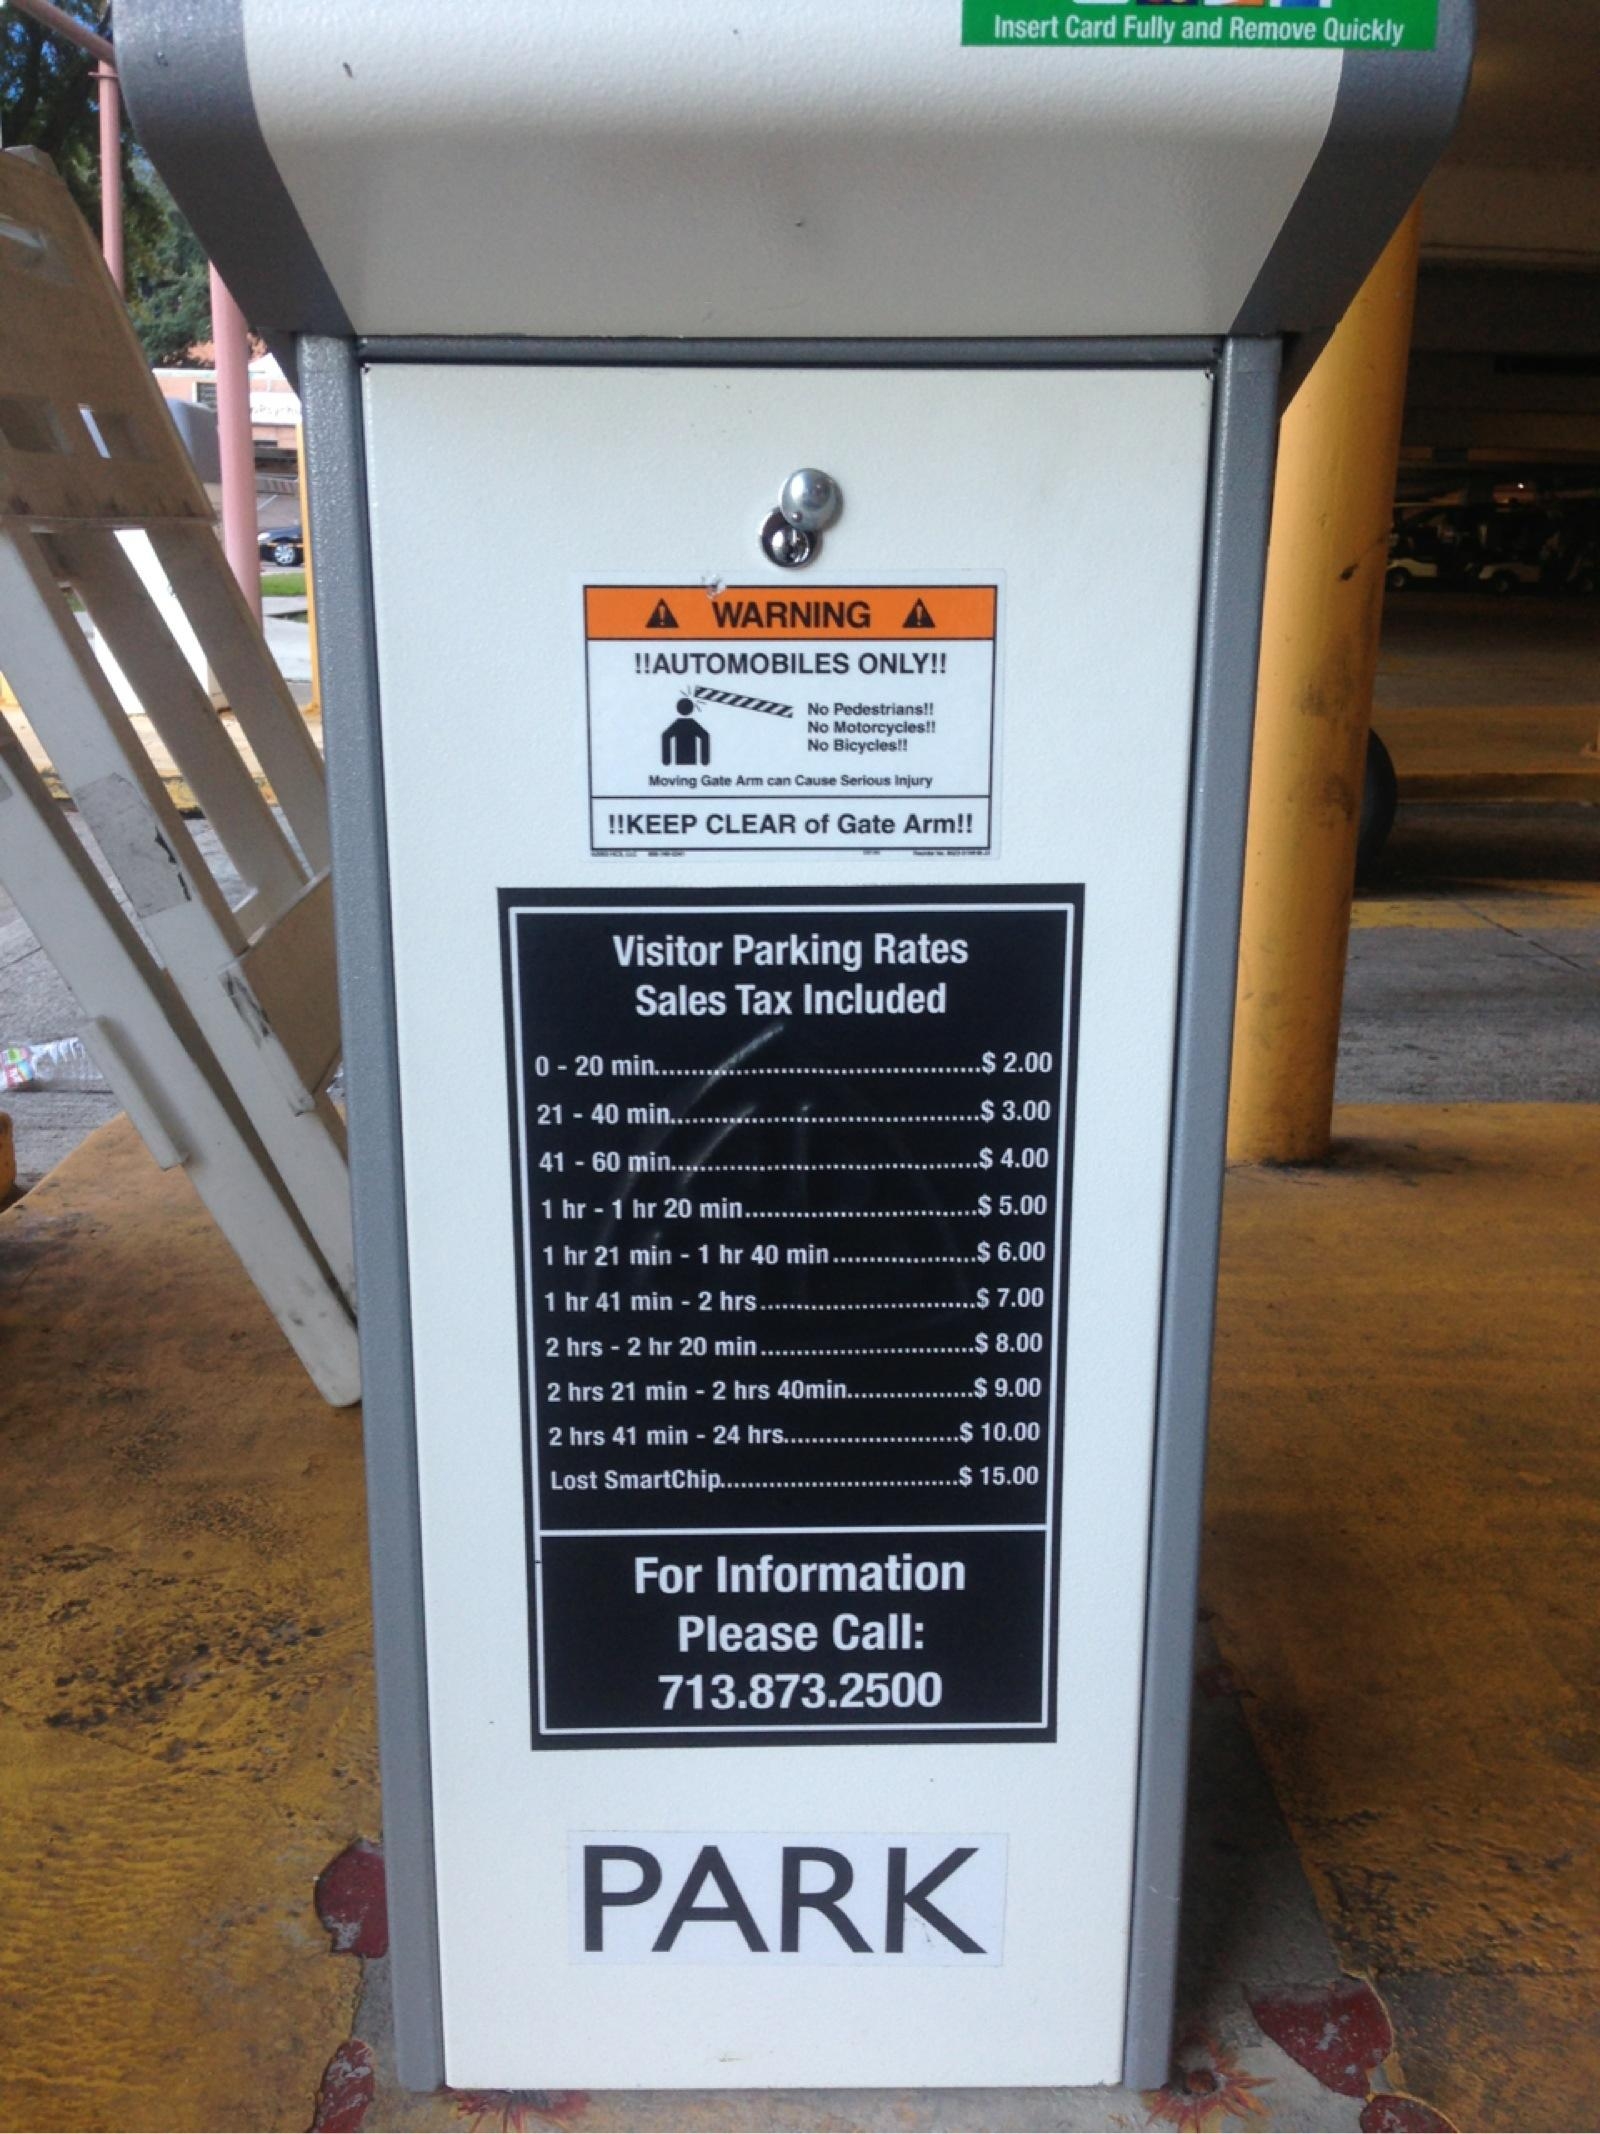 Insert Card Fully and Remove Quickly
WARNING
!!AUTOMOBILES ONLY!!
No Pedestrians!!
No Motorcycles!!
No Bicycles!!
Moving Gate Arm can Cause Serious Injury
!!KEEP CLEAR of Gate Arm!!
Visitor Parking Rates
Sales Tax Included
0 - 20 min..............................................$ 2.00
21 - 40 min...........................................$ 3.00
41 - 60 min...........................................$ 4.00
1 hr - 1 hr 20 min................................$ 5.00
1 hr 21 min - 1 hr 40 min....................$ 6.00
1 hr 41 min - 2 hrs..............................$ 7.00
2 hrs - 2 hr 20 min..............................$ 8.00
2 hrs 21 min - 2 hrs 40min..................$ 9.00
2 hrs 41 min - 24 hrs.........................$ 10.00
Lost SmartChip..................................$ 15.00
For Information
Please Call:
713.873.2500
PARK